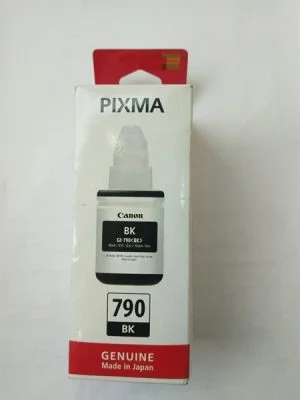 PIXMA
Canon
BK
GI-790<BK>
790
BK
GENUINE
Made in Japan